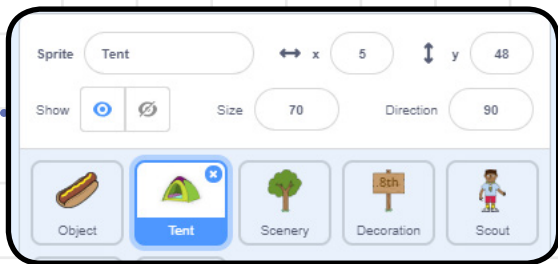 Sprite Tent x 5 y 48
Show Size 70 Direction 90
8th
Object Tent Scenery Decoration Scout